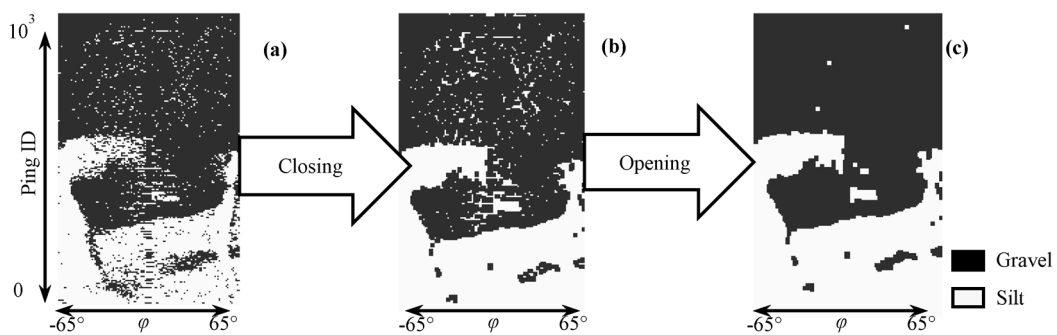 10³
(a)
(b)
(c)
Ping ID
Closing
Opening
Gravel
0
Silt
-65° φ 65°
-65° φ 65°
-65° φ 65°